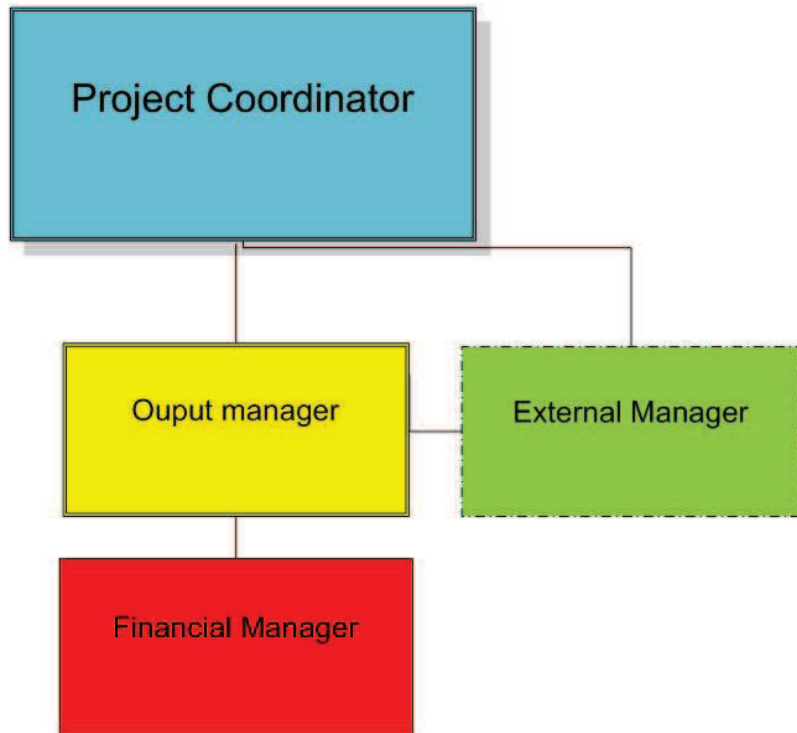 Project Coordinator
Ouput manager
External Manager
Financial Manager